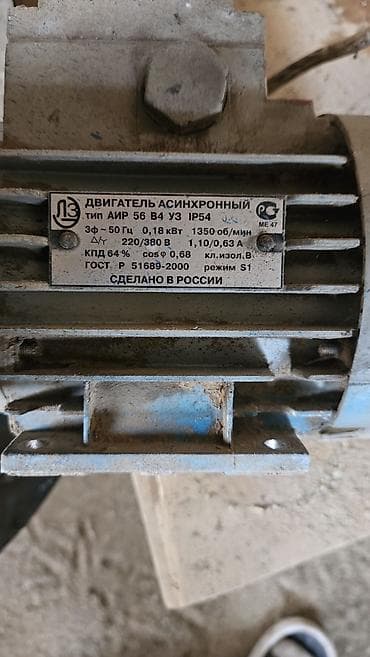 ЛЭ
ДВИГАТЕЛЬ АСИНХРОННЫЙ
тип АИР 56 В4 У3 IP54
3ф ~ 50 Гц 0,18 кВт 1350 об/мин
Δ/Y 220/380 В 1,10/0,63 А
КПД 64 % cosφ 0,68 кл.изол.В
ГОСТ Р 51689-2000 режим S1
СДЕЛАНО В РОССИИ
МЕ 47